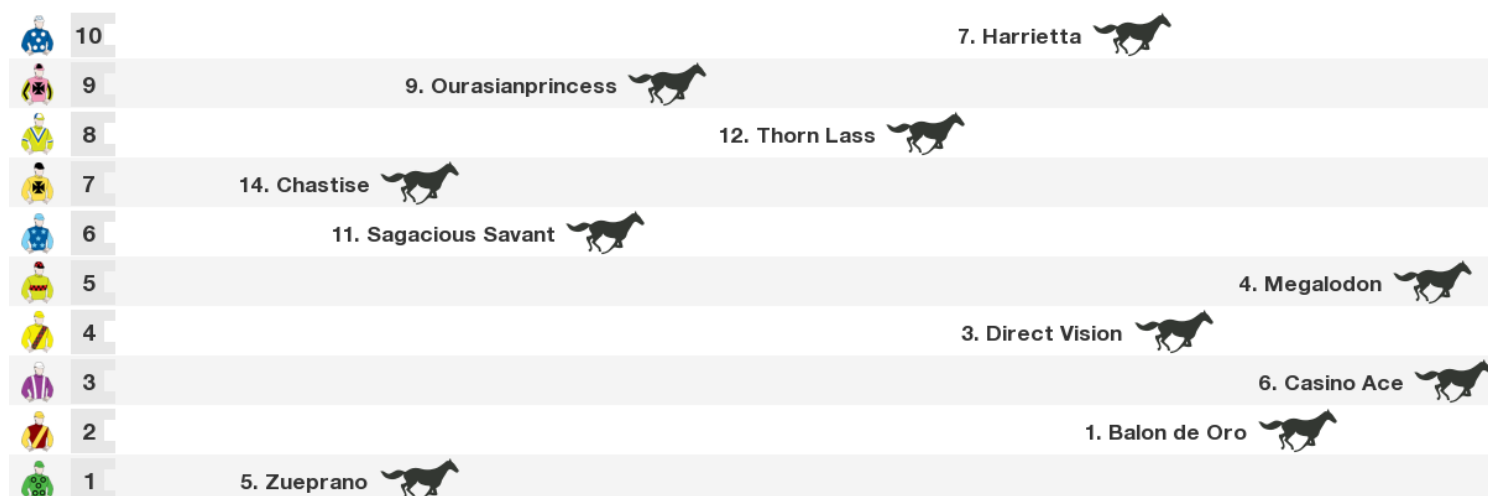 10 7. Harrietta
9 9. Ourasianprincess
8 12. Thorn Lass
7 14. Chastise
6 11. Sagacious Savant
5 4. Megalodon
4 3. Direct Vision
3 6. Casino Ace
2 1. Balon de Oro
1 5. Zueprano